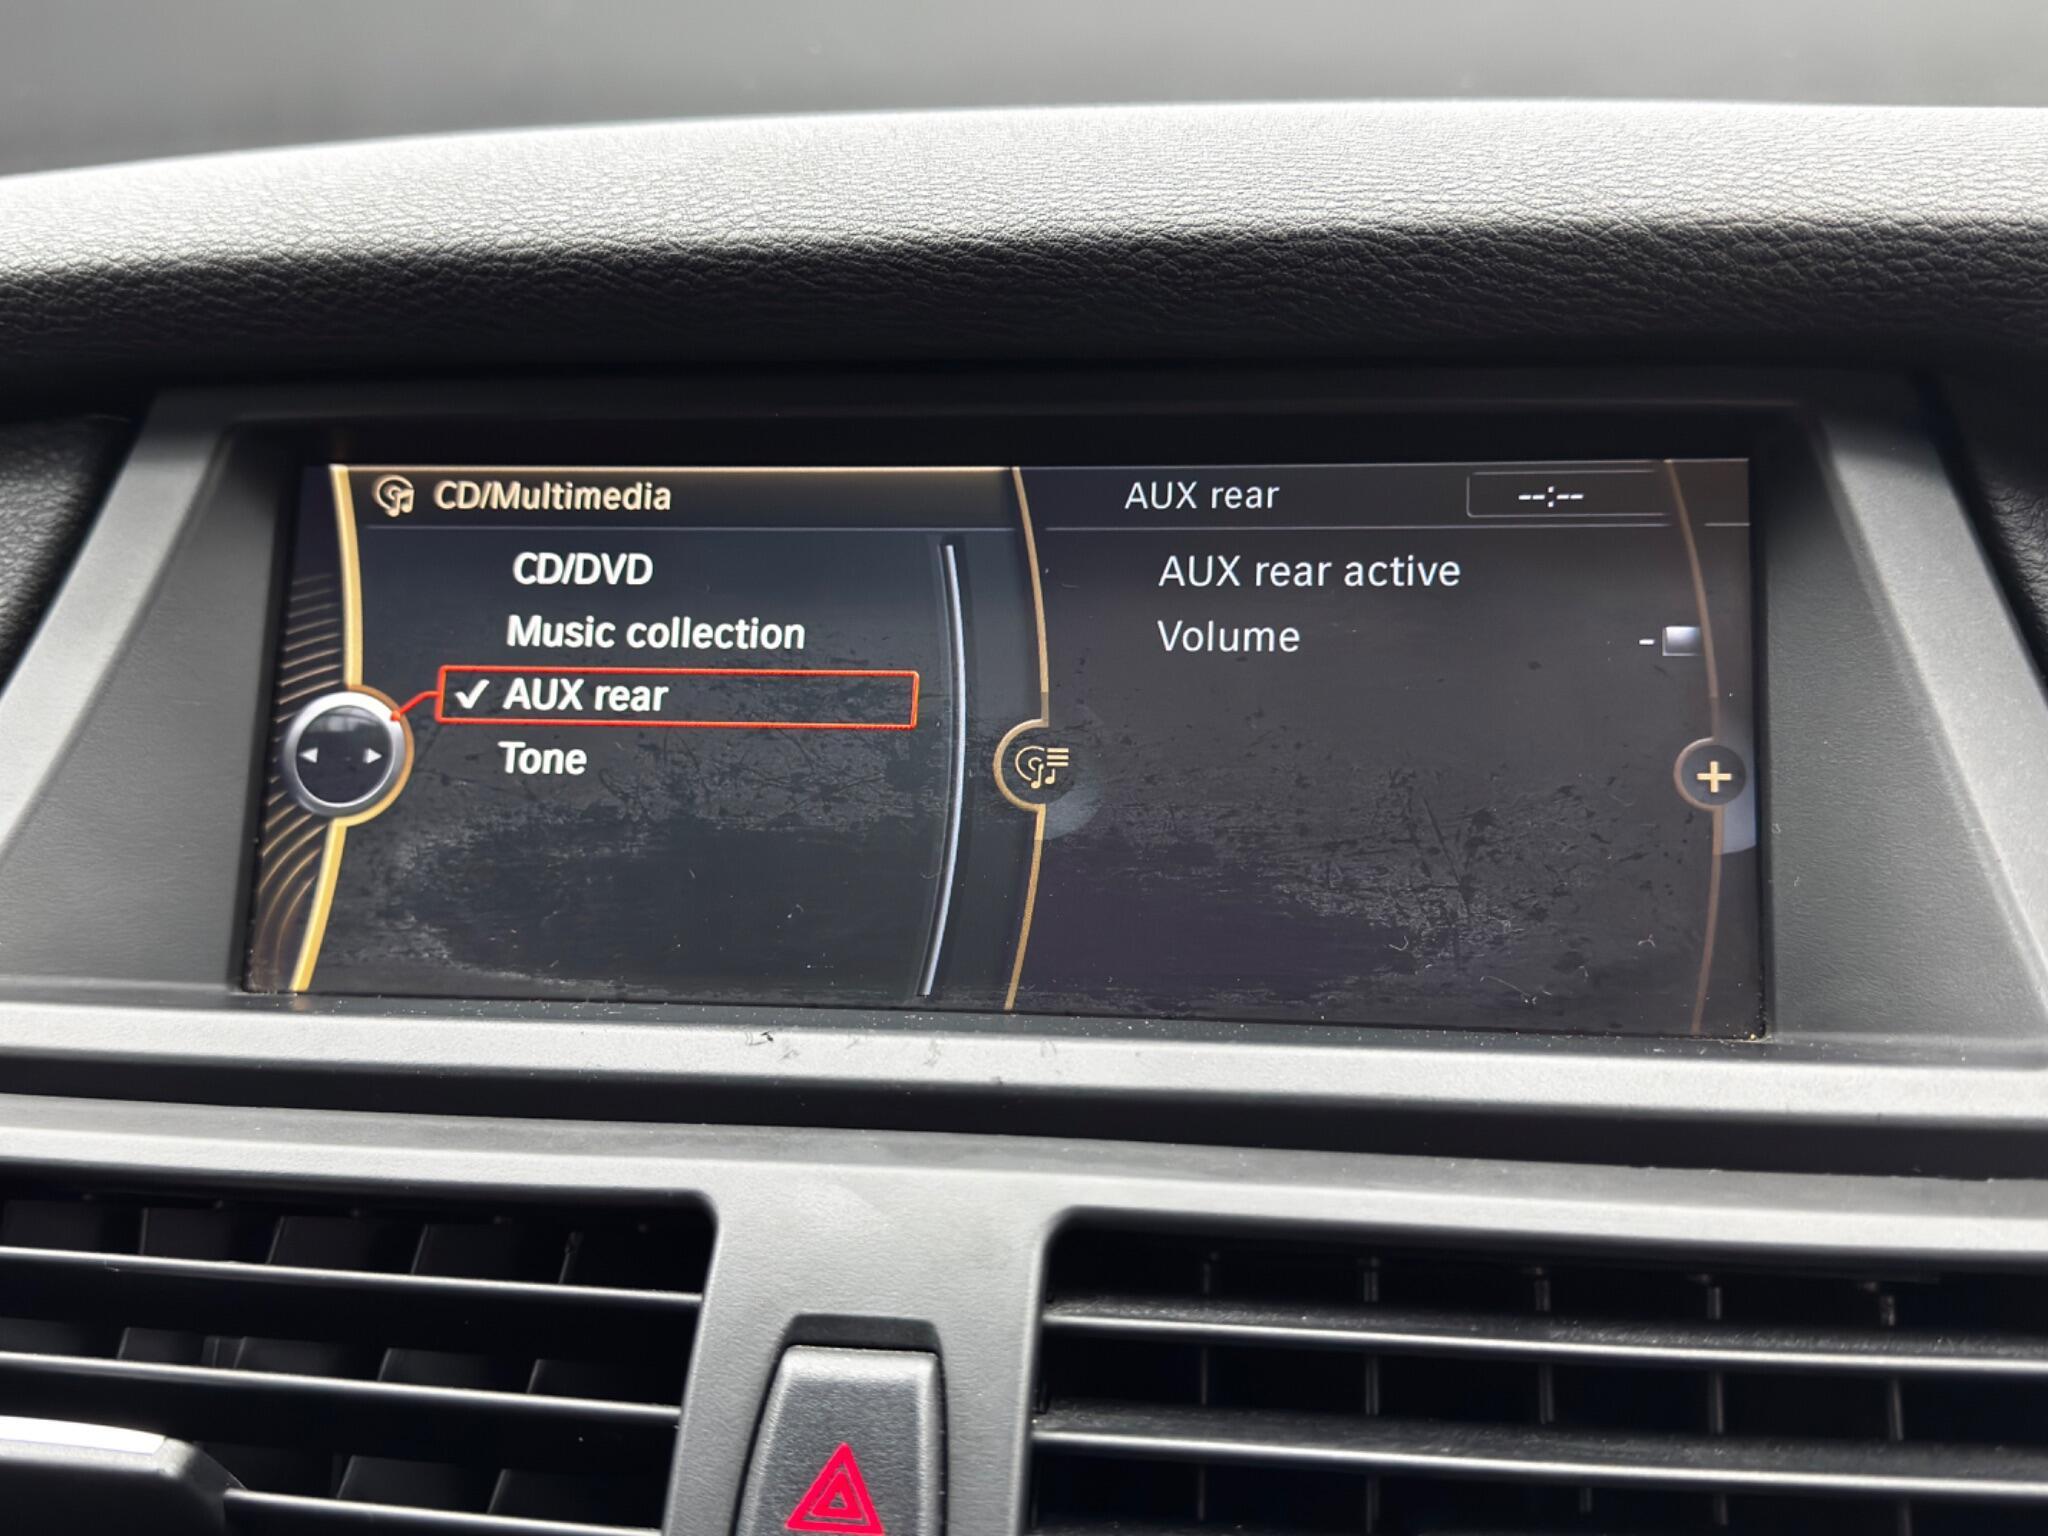 CD/Multimedia
CD/DVD
Music collection
✓ AUX rear
Tone
AUX rear --:--
AUX rear active
Volume -
+